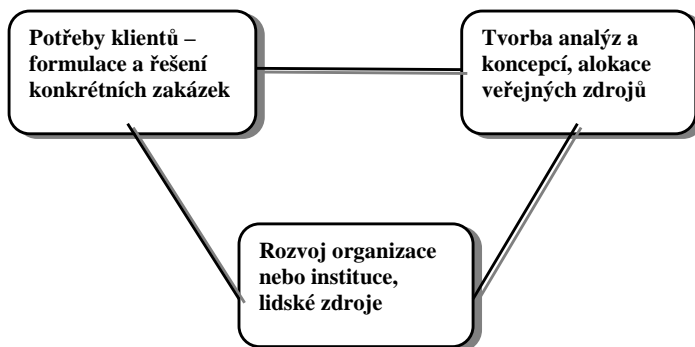 Potřeby klientů –
formulace a řešení
konkrétních zakázek
Tvorba analýz a
koncepcí, alokace
veřejných zdrojů
Rozvoj organizace
nebo instituce,
lidské zdroje